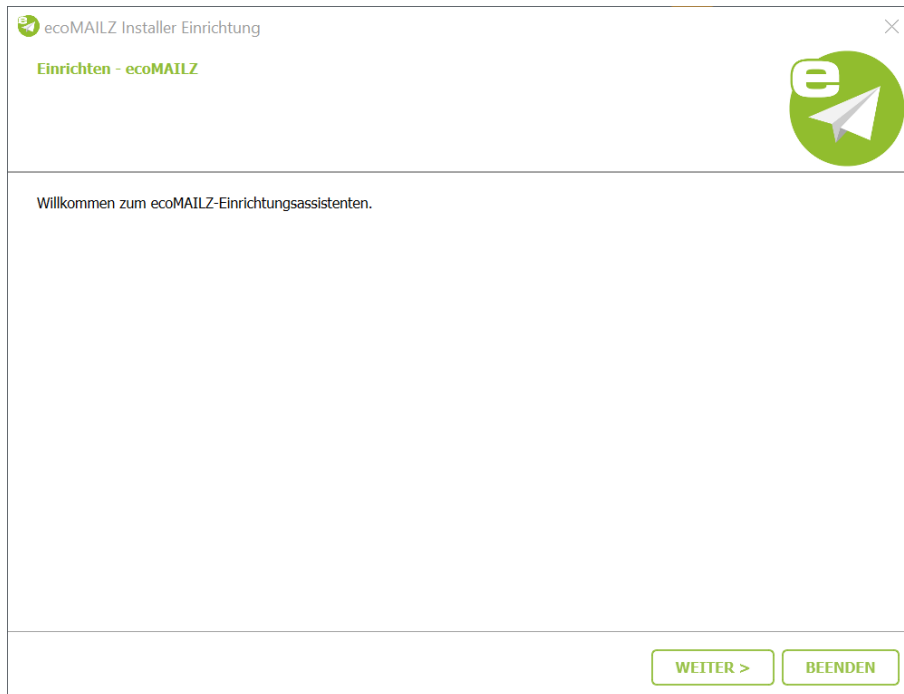 ecoMAILZ Installer Einrichtung
Einrichten - ecoMAILZ
e
Willkommen zum ecoMAILZ-Einrichtungsassistenten.
WEITER >
BEENDEN